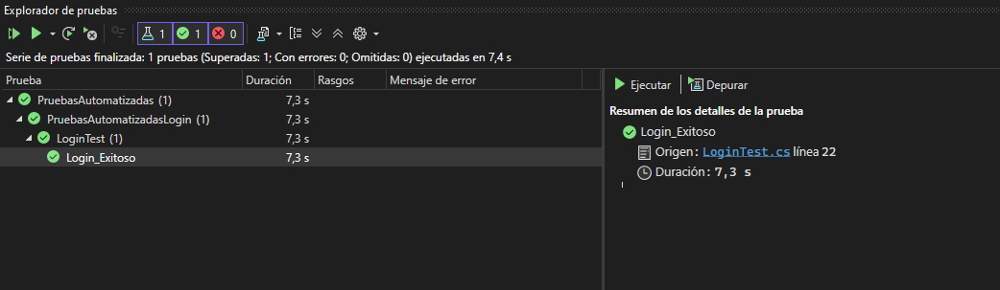 Explorador de pruebas
1 1 0
Serie de pruebas finalizada: 1 pruebas (Superadas: 1; Con errores: 0; Omitidas: 0) ejecutadas en 7,4 s
Prueba Duración Rasgos Mensaje de error
PruebasAutomatizadas (1) 7,3 s
PruebasAutomatizadasLogin (1) 7,3 s
LoginTest (1) 7,3 s
Login_Exitoso 7,3 s
Ejecutar Depurar
Resumen de los detalles de la prueba
Login_Exitoso
Origen: LoginTest.cs línea 22
Duración: 7,3 s